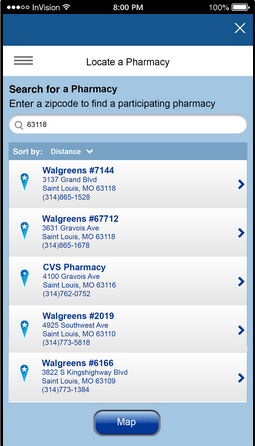 InVision
8:00 PM
100%
Locate a Pharmacy
Search for a Pharmacy
Enter a zipcode to find a participating pharmacy
63118
Sort by: Distance
Walgreens #7144
3137 Grand Blvd
Saint Louis, MO 63118
(314)865-1528
Walgreens #67712
3631 Gravois Ave
Saint Louis, MO 63118
(314)865-1678
CVS Pharmacy
4100 Gravois Ave
Saint Louis, MO 63116
(314)762-0752
Walgreens #2019
4925 Southwest Ave
Saint Louis, MO 63110
(314)773-5818
Walgreens #6166
3822 S Kingshighway Blvd
Saint Louis, MO 63109
(314)773-1384
Map